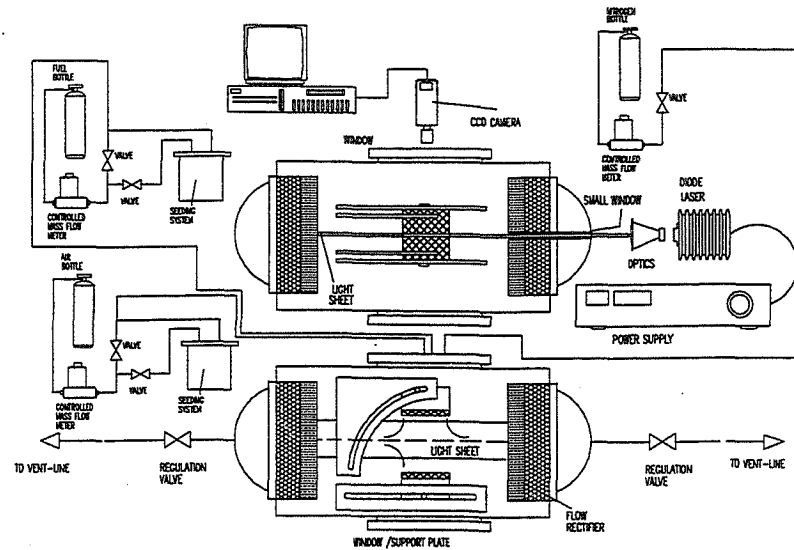 NITROGEN
BOTTLE
FUEL
BOTTLE
VALVE
CCD CAMERA
WINDOW
VALVE
VALVE
CONTROLLED
MASS FLOW
METER
SEEDING
SYSTEM
CONTROLLED
MASS FLOW
METER
DIODE
LASER
SMALL WINDOW
OPTICS
AIR
BOTTLE
LIGHT
SHEET
POWER SUPPLY
VALVE
VALVE
SEEDING
SYSTEM
CONTROLLED
MASS FLOW
METER
LIGHT SHEET
TO VENT-LINE
REGULATION
VALVE
REGULATION
VALVE
TO VENT-LINE
FLOW
RECTIFIER
WINDOW /SUPPORT PLATE